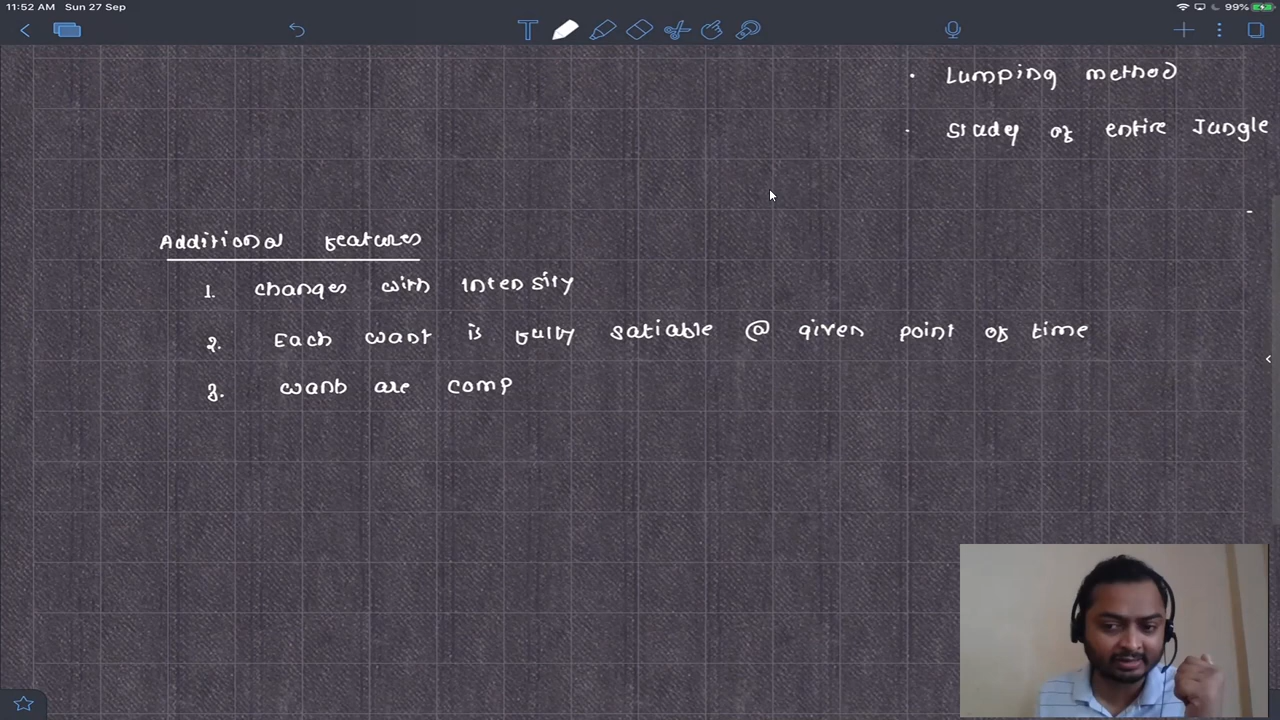 11:52 AM Sun 27 Sep
99%
T
• Lumping method
• Study of entire Jungle
Additional features
1. changes with Intensity
2. Each want is fully satiable @ given point of time
3. wants are comp